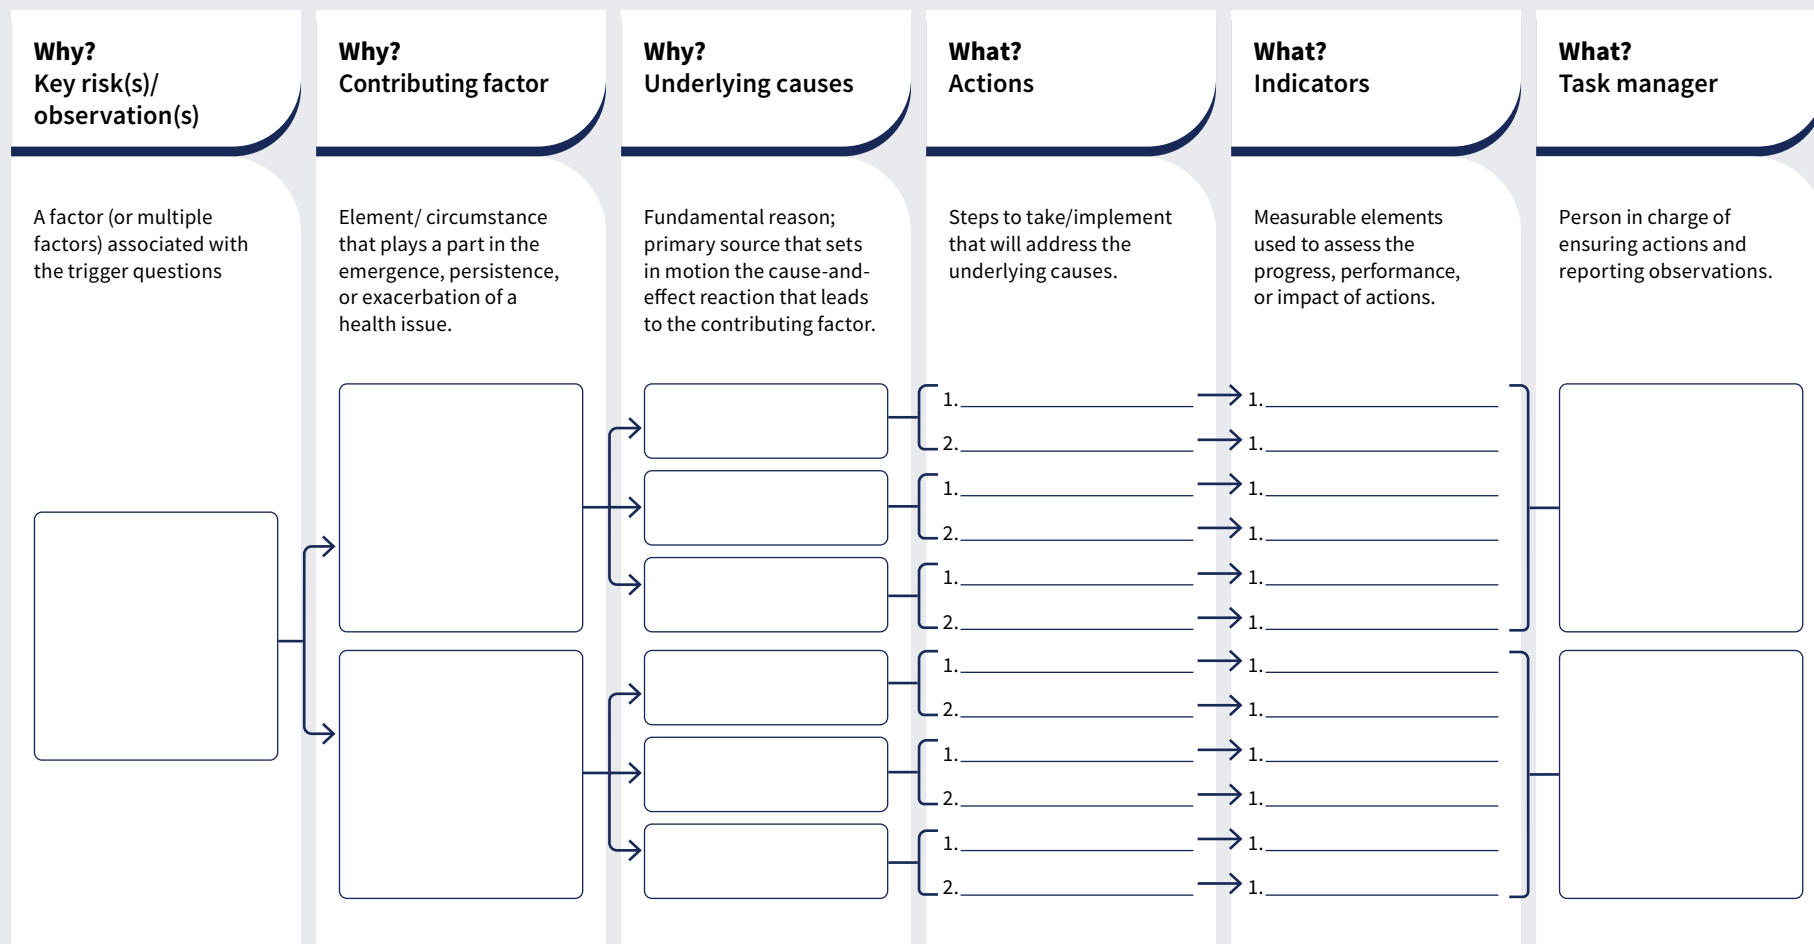 Why?
Key risk(s)/
observation(s)
A factor (or multiple
factors) associated with
the trigger questions
Why?
Contributing factor
Element/ circumstance
that plays a part in the
emergence, persistence,
or exacerbation of a
health issue.
Why?
Underlying causes
Fundamental reason;
primary source that sets
in motion the cause-and-
effect reaction that leads
to the contributing factor.
What?
Actions
Steps to take/implement
that will address the
underlying causes.
1.
2.
1.
2.
1.
2.
1.
2.
1.
2.
1.
2.
What?
Indicators
Measurable elements
used to assess the
progress, performance,
or impact of actions.
1.
1.
1.
1.
1.
1.
1.
1.
1.
1.
1.
1.
What?
Task manager
Person in charge of
ensuring actions and
reporting observations.